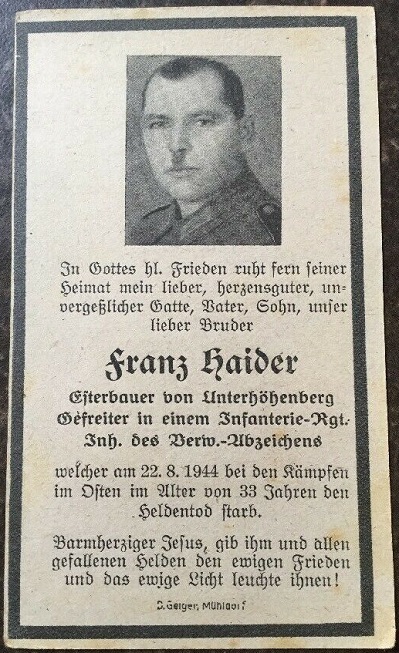 In Gottes hl. Frieden ruht fern seiner
Heimat mein lieber, herzensguter, un-
vergeßlicher Gatte, Vater, Sohn, unser
lieber Bruder
Franz Haider
Esterbauer von Unterhöhenberg
Gefreiter in einem Infanterie-Rgt.
Inh. des Verw.-Abzeichens
welcher am 22. 8. 1944 bei den Kämpfen
im Osten im Alter von 33 Jahren den
Heldentod starb.
Barmherziger Jesus, gib ihm und allen
gefallenen Helden den ewigen Frieden
und das ewige Licht leuchte ihnen!
D. Geiger, Mühldorf